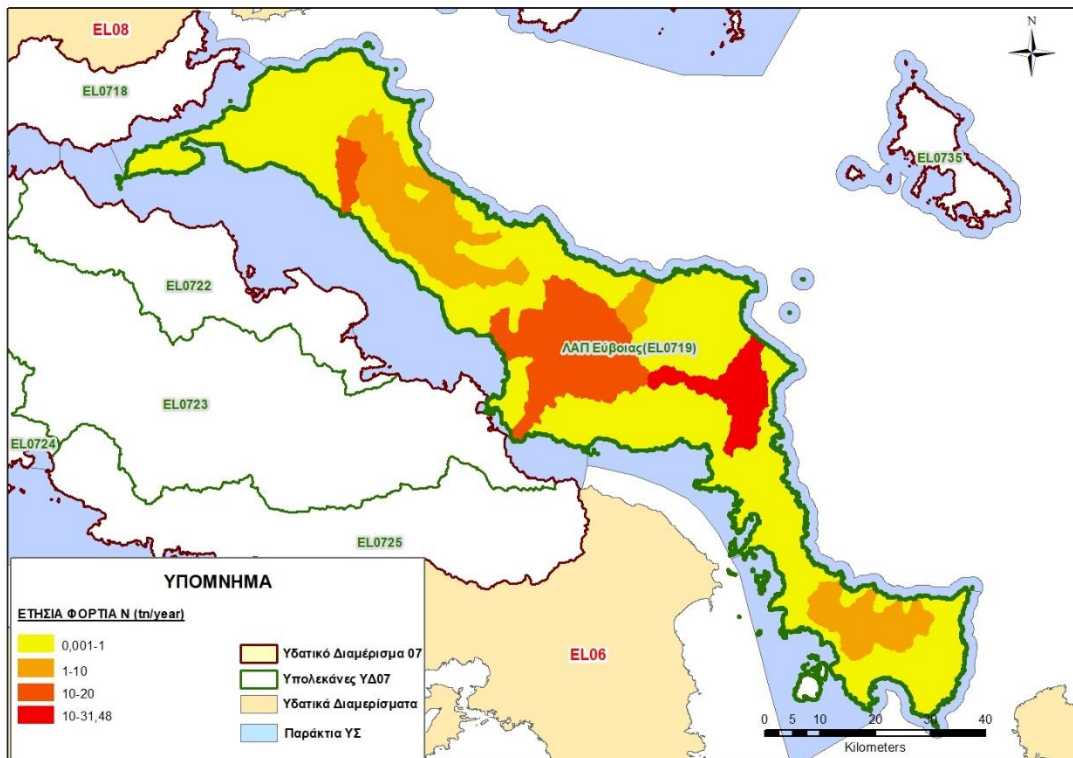 EL08
N
EL0718
EL0735
EL0722
ΛΑΠ Εύβοιας(EL0719)
EL0723
EL0724
EL0725
EL06
ΥΠΟΜΝΗΜΑ
ΕΤΗΣΙΑ ΦΟΡΤΙΑ Ν (tn/year)
0,001-1
1-10
10-20
10-31,48
Υδατικό Διαμέρισμα 07
Υπολεκάνες ΥΔ07
Υδατικά Διαμερίσματα
Παράκτια ΥΣ
0 5 10 20 30 40
Kilometers